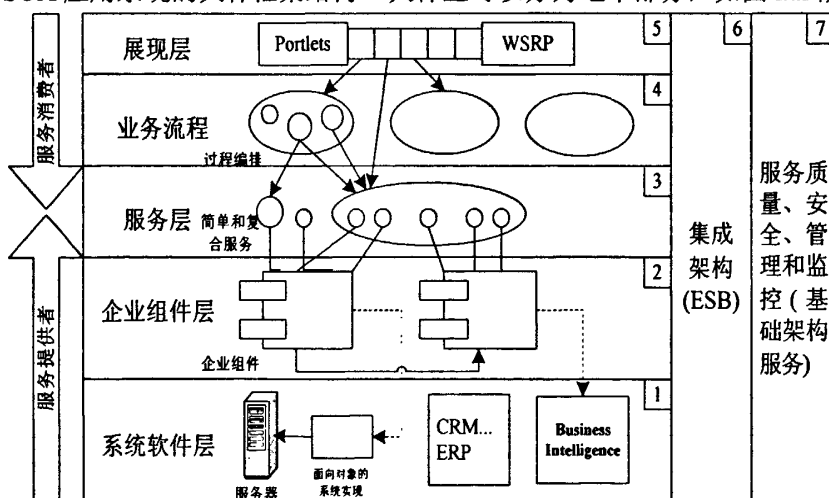 5
6
7
展现层
Portlets
WSRP
4
业务流程
过程编排
服务消费者
3
服务层
简单和复
合服务
2
企业组件层
企业组件
服务提供者
1
系统软件层
服务器
面向对象的
系统实现
CRM...
ERP
Business
Intelligence
集成
架构
(ESB)
服务质
量、安
全、管
理和监
控(基
础架构
服务)